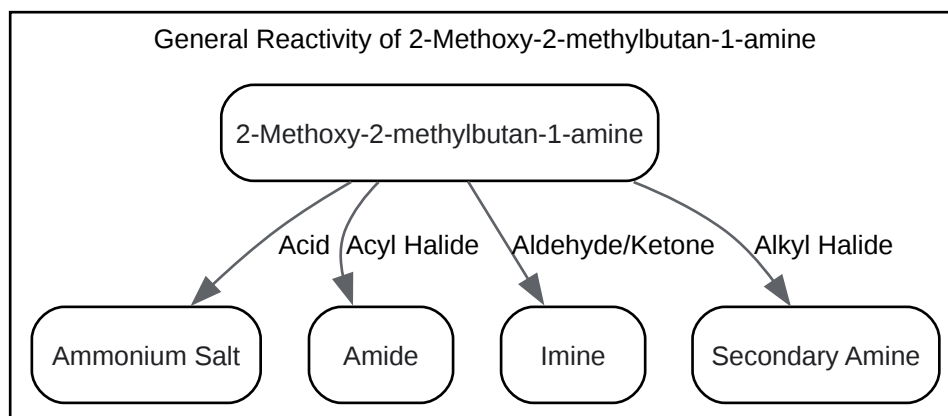 General Reactivity of 2-Methoxy-2-methylbutan-1-amine
2-Methoxy-2-methylbutan-1-amine
Acid
Acyl Halide
Aldehyde/Ketone
Alkyl Halide
Ammonium Salt
Amide
Imine
Secondary Amine